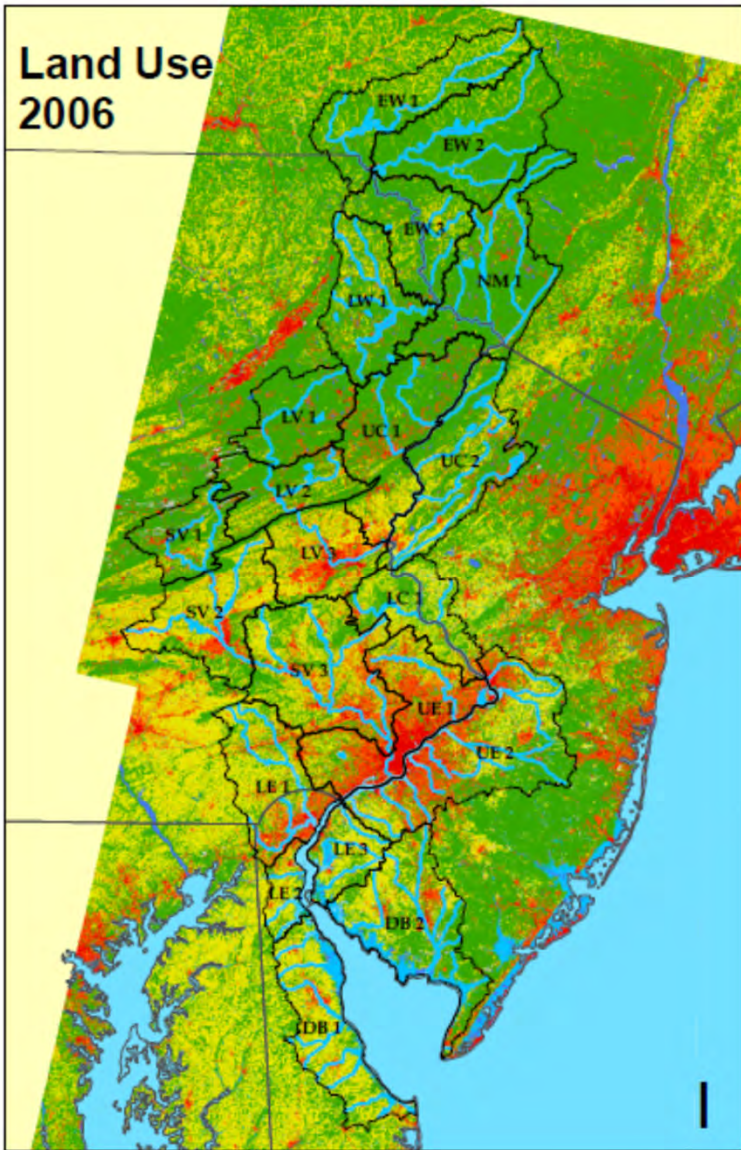 Land Use
2006
EW 1
EW 2
EW 3
NM 1
LW 1
LV 1
UC 1
UC 2
LV 2
SV 1
LV 3
LC 1
SV 2
SV 3
UE 1
UE 2
LE 1
LE 3
LE 2
DB 2
DB 1